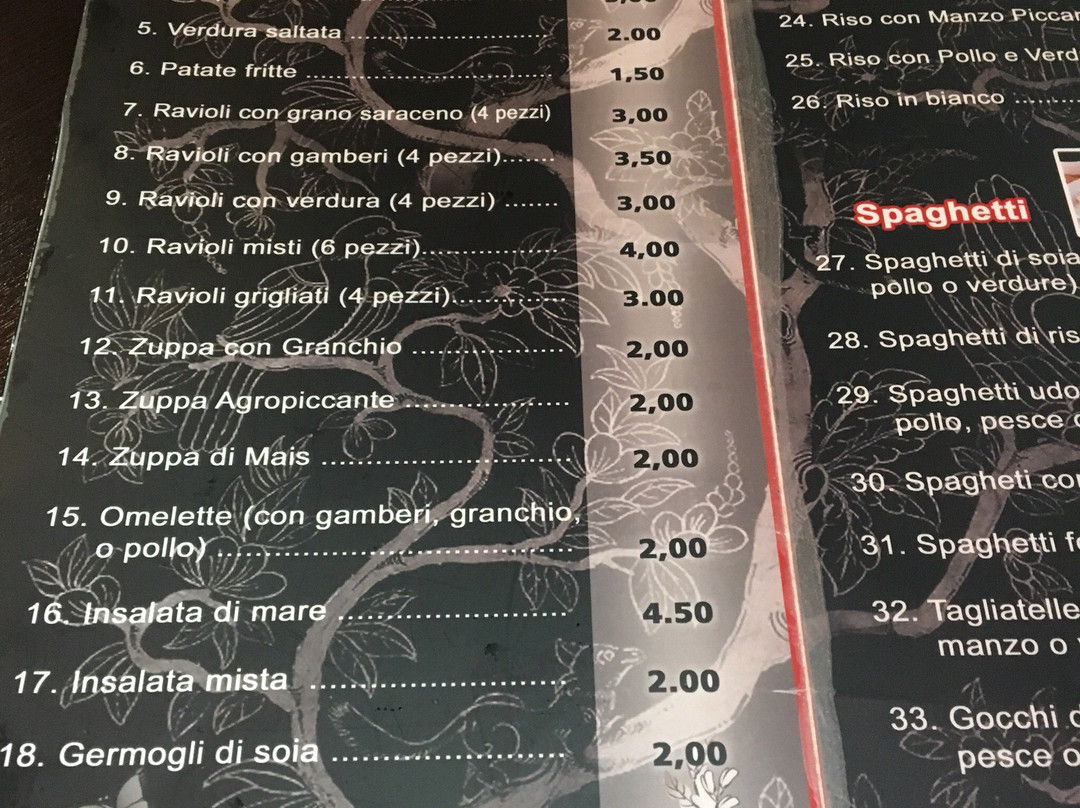 5. Verdura saltata ........................ 2.00
6. Patate fritte ........................ 1,50
7. Ravioli con grano saraceno (4 pezzi) 3,00
8. Ravioli con gamberi (4 pezzi)....... 3,50
9. Ravioli con verdura (4 pezzi) ....... 3,00
10. Ravioli misti (6 pezzi)................ 4,00
11. Ravioli grigliati (4 pezzi).............. 3.00
12. Zuppa con Granchio .................. 2,00
13. Zuppa Agropiccante ................... 2,00
14. Zuppa di Mais ............................ 2,00
15. Omelette (con gamberi, granchio,
o pollo) ........................................ 2,00
16. Insalata di mare .......................... 4.50
17. Insalata mista ............................ 2.00
18. Germogli di soia ......................... 2,00
24. Riso con Manzo
25. Riso con Pollo e
26. Riso in bianco ........
Spaghetti
27. Spaghetti di soia
pollo o verdure)
28. Spaghetti di
29. Spaghetti
pollo, pesce
30. Spagheti
31. Spaghetti
32. Tagliatelle
manzo o
33. Gocchi
pesce o